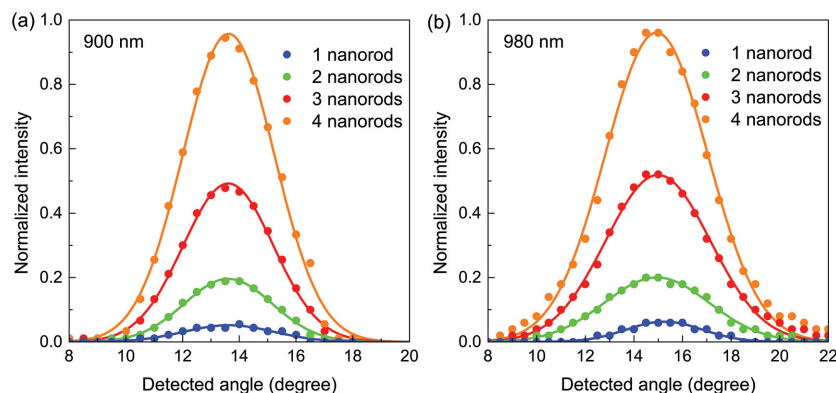 (a)
900 nm
1 nanorod
2 nanorods
3 nanorods
4 nanorods
Normalized intensity
1.0
0.8
0.6
0.4
0.2
0.0
8 10 12 14 16 18 20
Detected angle (degree)
(b)
980 nm
1 nanorod
2 nanorods
3 nanorods
4 nanorods
Normalized intensity
1.0
0.8
0.6
0.4
0.2
0.0
8 10 12 14 16 18 20 22
Detected angle (degree)